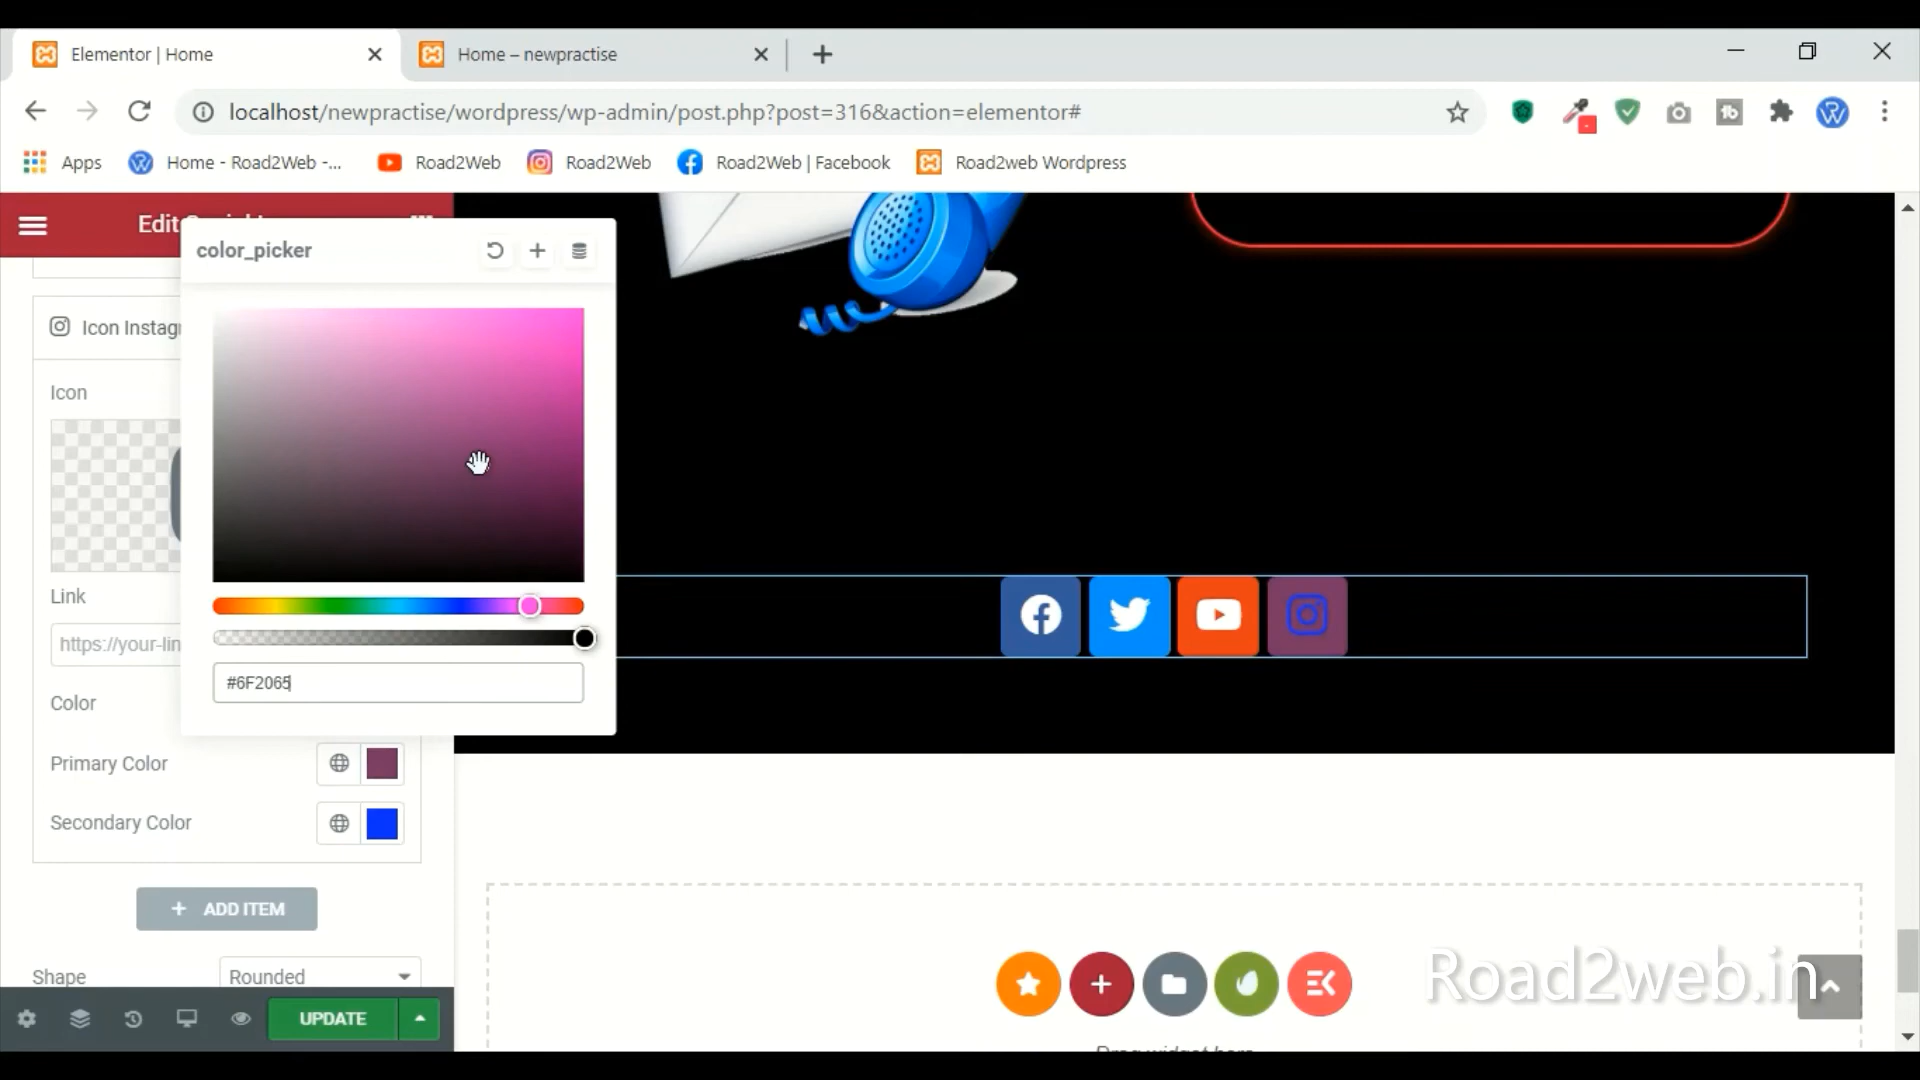 Elementor | Home
Home – newpractise
localhost/newpractise/wordpress/wp-admin/post.php?post=316&action=elementor#
Apps
Home - Road2Web -...
Road2Web
Road2Web
Road2Web | Facebook
Road2web Wordpress
Edit
color_picker
Icon Instagr
Icon
Link
https://your-lin
#6F2065
Color
Primary Color
Secondary Color
+ ADD ITEM
Shape
Rounded
UPDATE
Road2web.in